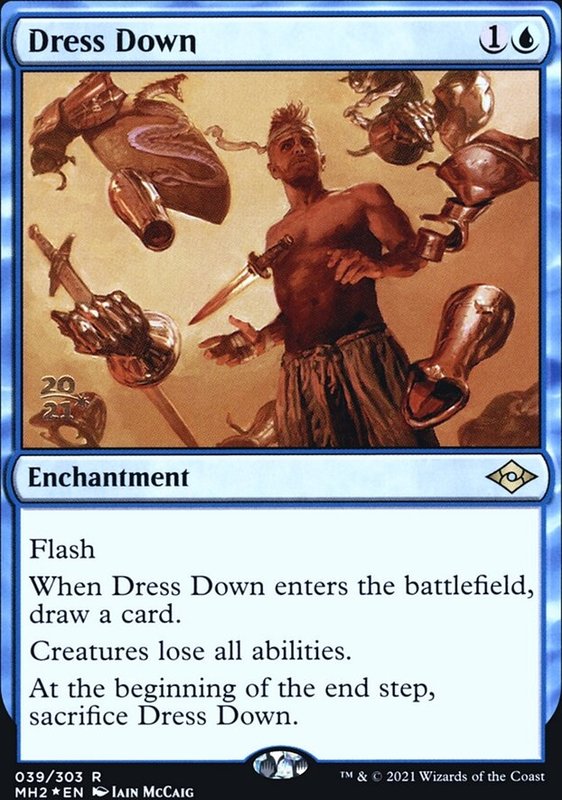 Dress Down 1
20
21
Enchantment
Flash
When Dress Down enters the battlefield,
draw a card.
Creatures lose all abilities.
At the beginning of the end step,
sacrifice Dress Down.
039/303 R
MH2 ★ EN Iain McCaig
™ & © 2021 Wizards of the Coast